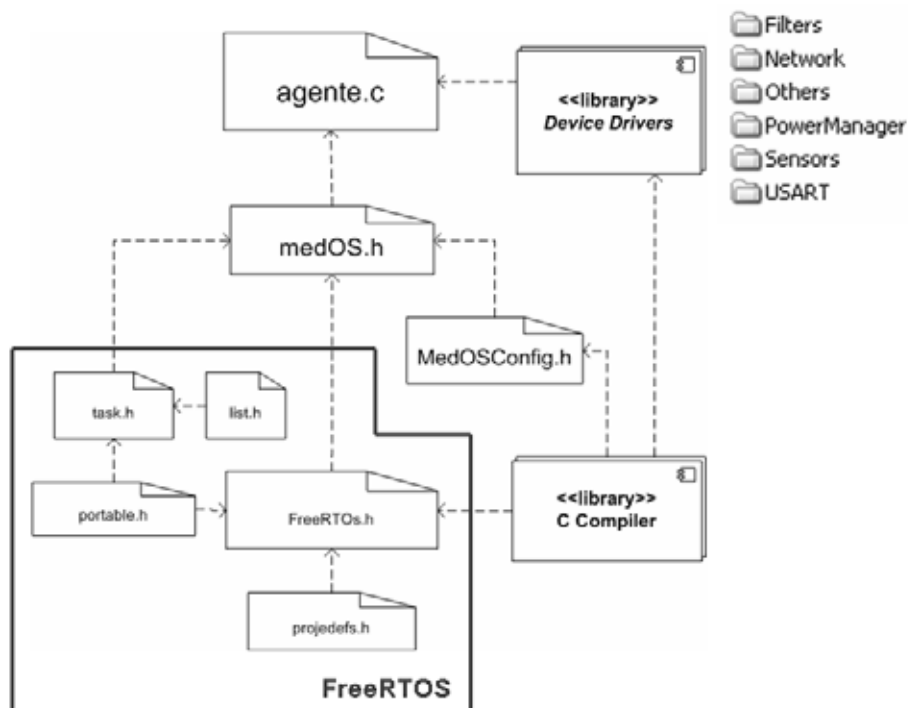 agente.c
<<library>>
Device Drivers
Filters
Network
Others
PowerManager
Sensors
USART
medOS.h
MedOSConfig.h
task.h
list.h
portable.h
FreeRTOs.h
<<library>>
C Compiler
projedefs.h
FreeRTOS